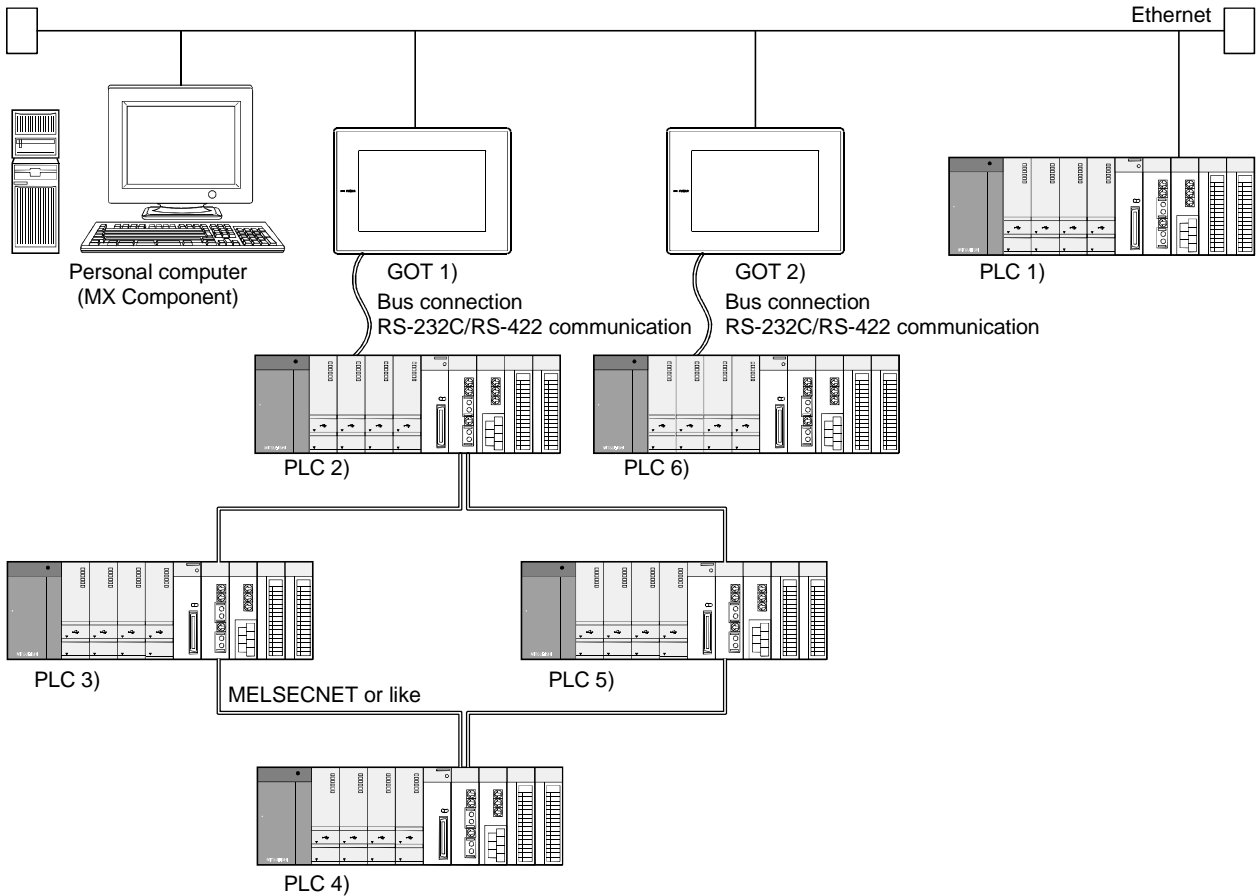 Ethernet
Personal computer
(MX Component)
GOT 1)
Bus connection
RS-232C/RS-422 communication
GOT 2)
Bus connection
RS-232C/RS-422 communication
PLC 1)
PLC 2)
PLC 6)
PLC 3)
MELSECNET or like
PLC 5)
PLC 4)